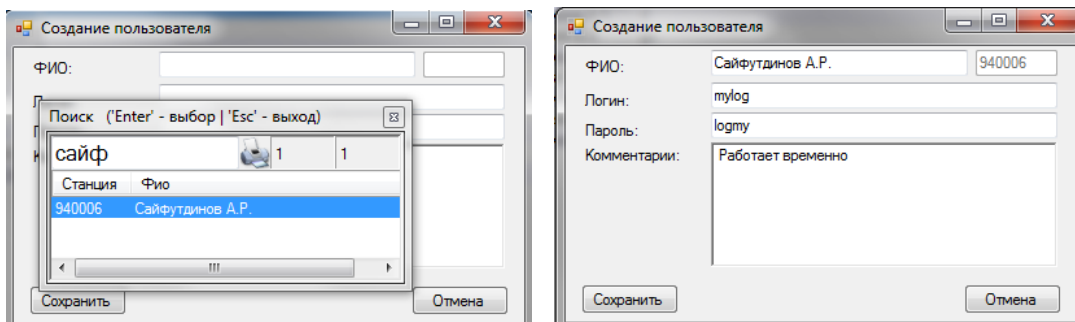 Создание пользователя
ФИО:
Поиск ('Enter' - выбор | 'Esc' - выход)
сайф 1 1
Станция Фио
940006 Сайфутдинов А.Р.
Сохранить Отмена
Создание пользователя
ФИО: Сайфутдинов А.Р. 940006
Логин: mylog
Пароль: logmy
Комментарии: Работает временно
Сохранить Отмена